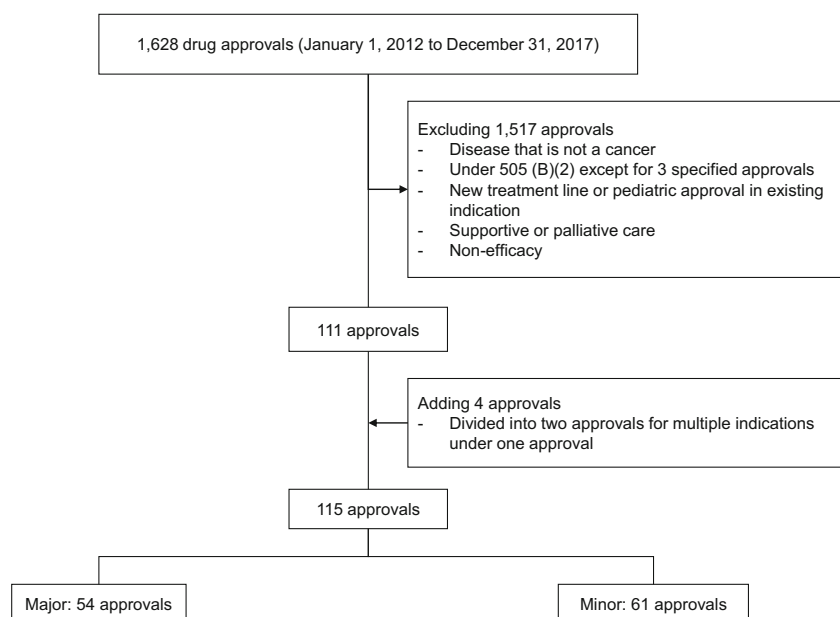 1,628 drug approvals (January 1, 2012 to December 31, 2017)
Excluding 1,517 approvals
- Disease that is not a cancer
- Under 505 (B)(2) except for 3 specified approvals
- New treatment line or pediatric approval in existing
indication
- Supportive or palliative care
- Non-efficacy
111 approvals
Adding 4 approvals
- Divided into two approvals for multiple indications
under one approval
115 approvals
Major: 54 approvals
Minor: 61 approvals